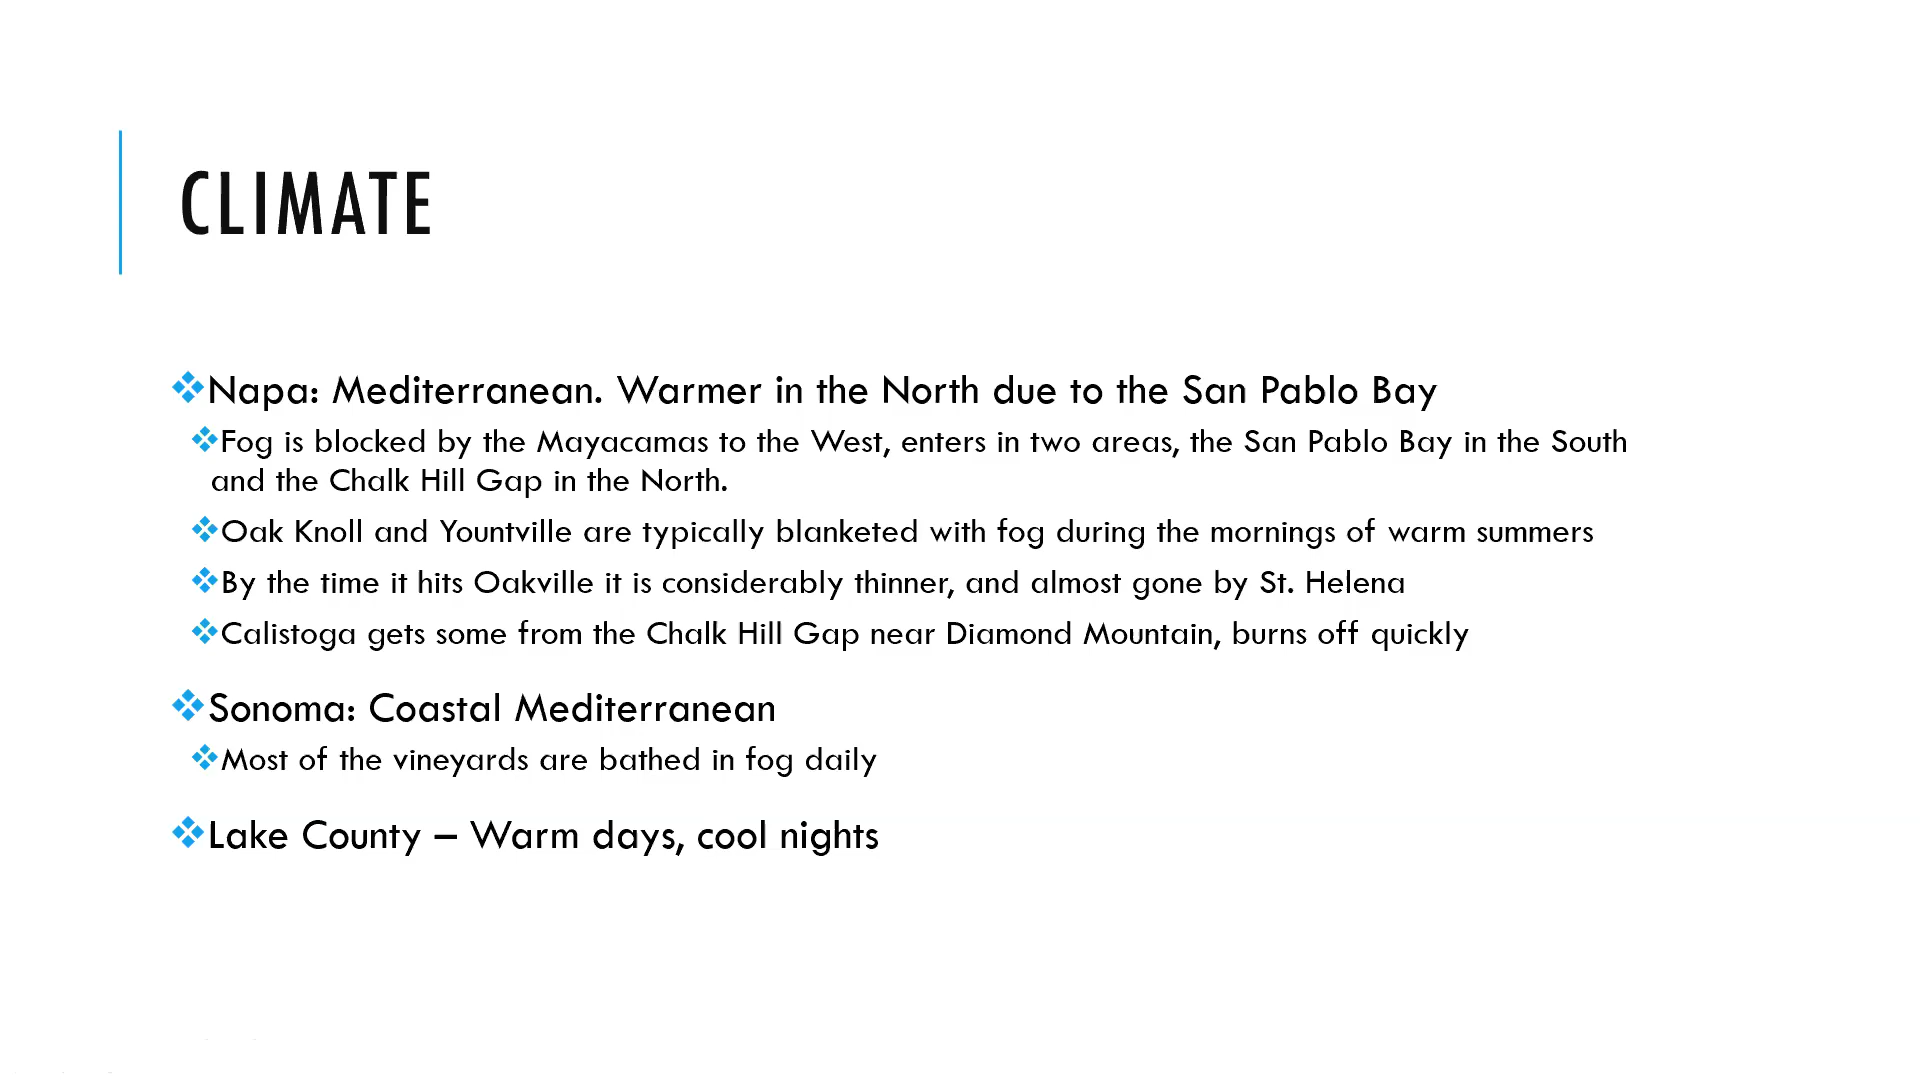 CLIMATE
❖Napa: Mediterranean. Warmer in the North due to the San Pablo Bay
❖Fog is blocked by the Mayacamas to the West, enters in two areas, the San Pablo Bay in the South
and the Chalk Hill Gap in the North.
❖Oak Knoll and Yountville are typically blanketed with fog during the mornings of warm summers
❖By the time it hits Oakville it is considerably thinner, and almost gone by St. Helena
❖Calistoga gets some from the Chalk Hill Gap near Diamond Mountain, burns off quickly
❖Sonoma: Coastal Mediterranean
❖Most of the vineyards are bathed in fog daily
❖Lake County – Warm days, cool nights